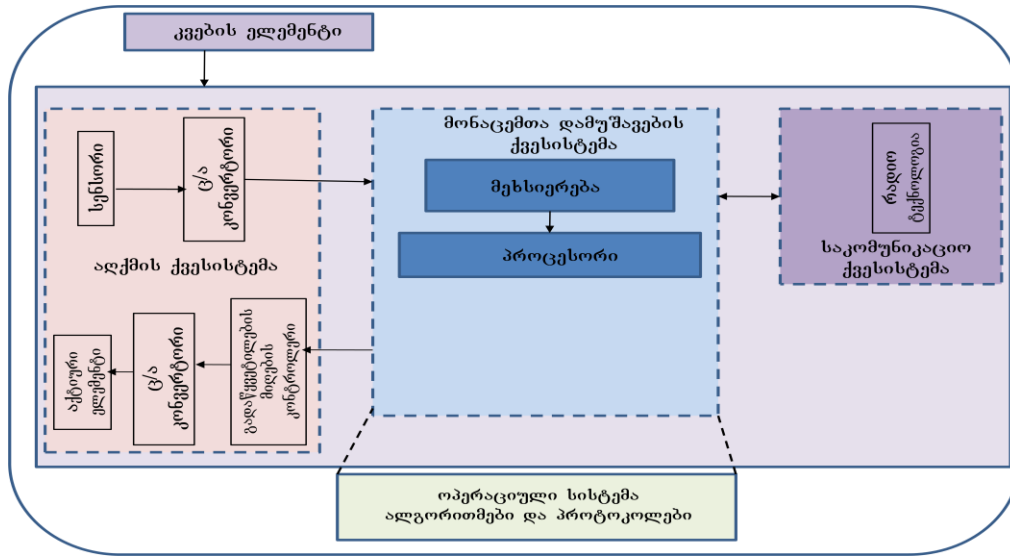 კვების ელემენტი
სენსორი
ც/ა
კონვერტორი
აღქმის ქვესისტემა
მონაცემთა დამუშავების
ქვესისტემა
მეხსიერება
პროცესორი
რადიო
ტექნოლოგია
საკომუნიკაციო
ქვესისტემა
აქტიური
ელემენტი
ც/ა
კონვერტორი
გადაწყვეტილების
მიღების
კონტროლერი
ოპერაციული სისტემა
ალგორითმები და პროტოკოლები